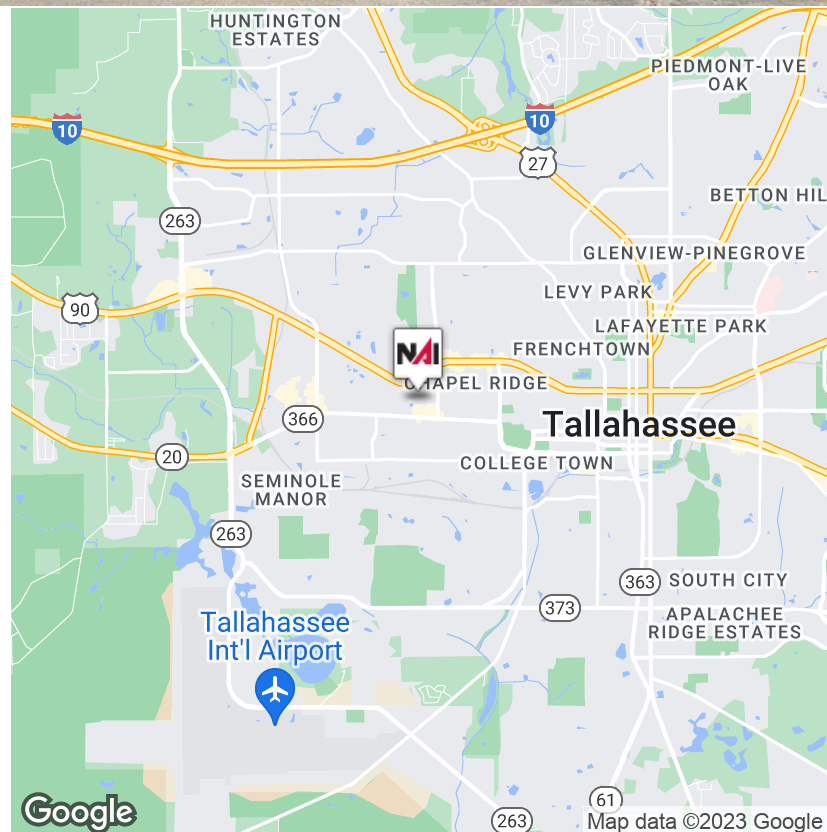 HUNTINGTON
ESTATES
PIEDMONT-LIVE
OAK
10
10
27
BETTON HIL
263
GLENVIEW-PINEGROVE
LEVY PARK
90
LAFAYETTE PARK
FRENCHTOWN
NAI
CHAPEL RIDGE
366
Tallahassee
20
COLLEGE TOWN
SEMINOLE
MANOR
263
363
SOUTH CITY
373
APALACHEE
RIDGE ESTATES
Tallahassee
Int'l Airport
61
263
Google
Map data ©2023 Google